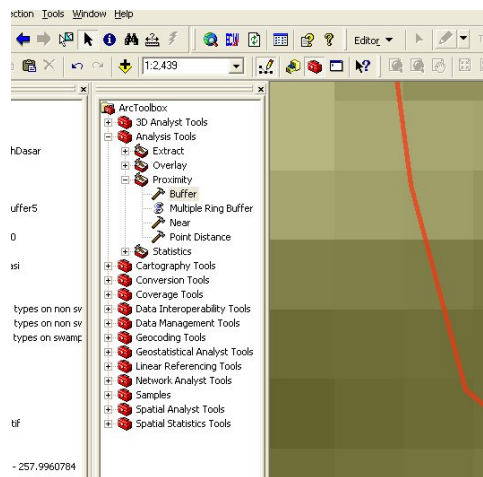 ection Tools Window Help
Editor
1:2,439
ArcToolbox
3D Analyst Tools
Analysis Tools
Extract
Overlay
Proximity
Buffer
Multiple Ring Buffer
Near
Point Distance
Statistics
Cartography Tools
Conversion Tools
Coverage Tools
Data Interoperability Tools
Data Management Tools
Geocoding Tools
Geostatistical Analyst Tools
Linear Referencing Tools
Network Analyst Tools
Samples
Spatial Analyst Tools
Spatial Statistics Tools
hDasar
uffer5
0
asi
types on non sw
types on non sw
types on swamp
tif
- 257.9960784